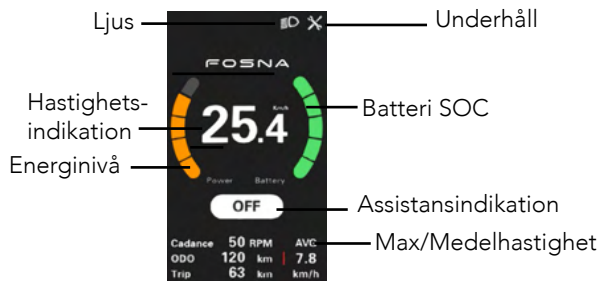 Ljus
Underhåll
FOSNA
Hastighets-
indikation
km/h
25.4
Batteri SOC
Energinivå
Power Battery
OFF
Assistansindikation
Cadance 50 RPM AVG
Max/Medelhastighet
ODO 120 km 7.8
Trip 63 km km/h